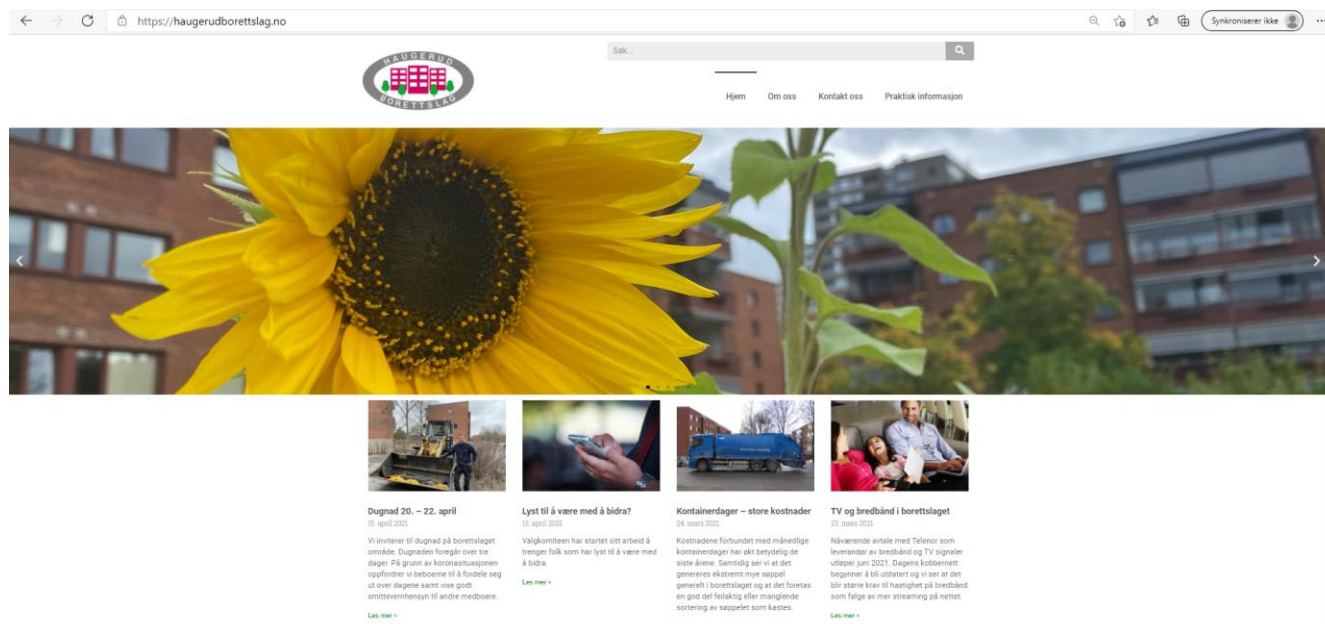 https://haugerudborettslag.no
Synkroniserer ikke
HAUGERUD
BORETTSLAG
Søk...
Hjem Om oss Kontakt oss Praktisk informasjon
Dugnad 20. – 22. april
15. april 2021
Vi inviterer til dugnad på borettslaget
område. Dugnaden foregår over tre
dager. På grunn av koronasituasjonen
oppfordrer vi beboerne til å fordele seg
ut over dagene samt vise godt
smittevernhensyn til andre medboere.
Les mer »
Lyst til å være med å bidra?
13. april 2021
Valgkomiteen har startet sitt arbeid å
trenger folk som har lyst til å være med
å bidra.
Les mer »
Kontainerdager – store kostnader
24. mars 2021
Kostnadene forbundet med månedlige
kontainerdager har økt betydelig de
siste årene. Samtidig ser vi at det
genereres ekstremt mye søppel
generelt i borettslaget og at det foretas
en god del feilaktig eller manglende
sortering av søppelet som kastes.
TV og bredbånd i borettslaget
23. mars 2021
Nåværende avtale med Telenor som
leverandør av bredbånd og TV signaler
utløper juni 2021. Dagens kobbernett
begynner å bli utdatert og vi ser at det
blir større krav til hastighet på bredbånd
som følge av mer streaming på nettet.
Les mer »